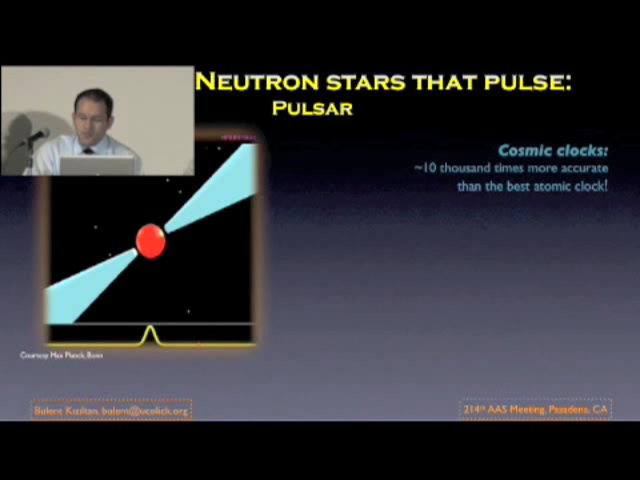 Neutron stars that pulse:
Pulsar
Cosmic clocks:
~10 thousand times more accurate
than the best atomic clock!
Courtesy Max Planck, Bonn
Bulent Kiziltan, bulent@ucolick.org
214th AAS Meeting, Pasadena, CA